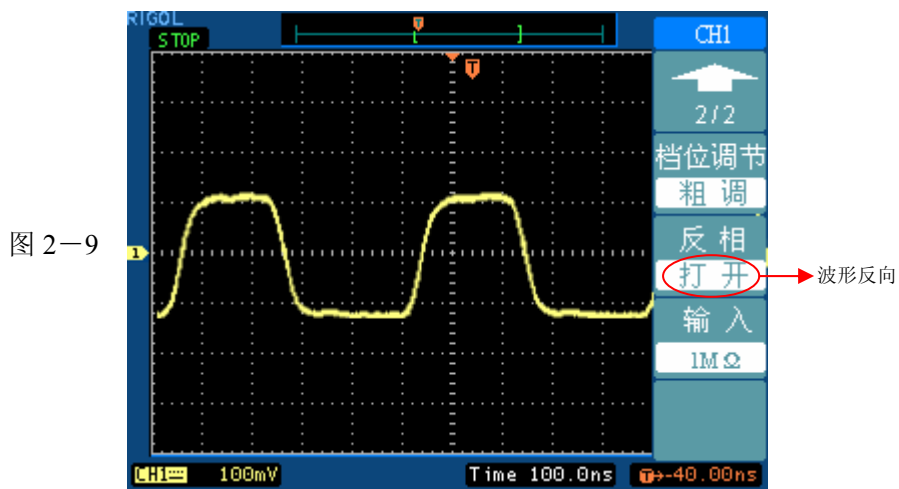 RIGOL
STOP
T
T
CH1
2/2
档位调节
粗 调
反 相
打 开
输 入
1MΩ
图 2－9
1
波形反向
CH1 100mV
Time 100.0ns
T→-40.00ns